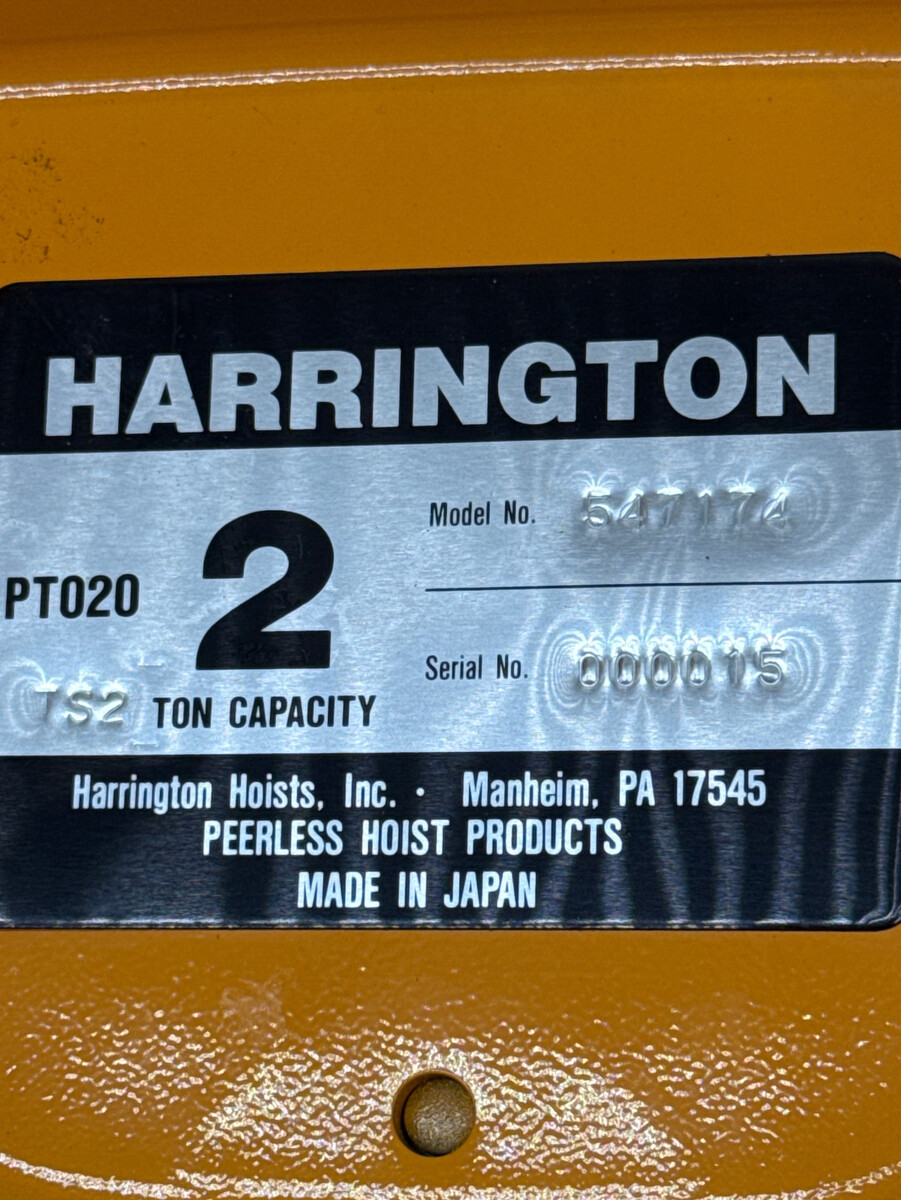 HARRINGTON
Model No. 547174
PT020 2
Serial No. 000015
TS2 TON CAPACITY
Harrington Hoists, Inc. · Manheim, PA 17545
PEERLESS HOIST PRODUCTS
MADE IN JAPAN